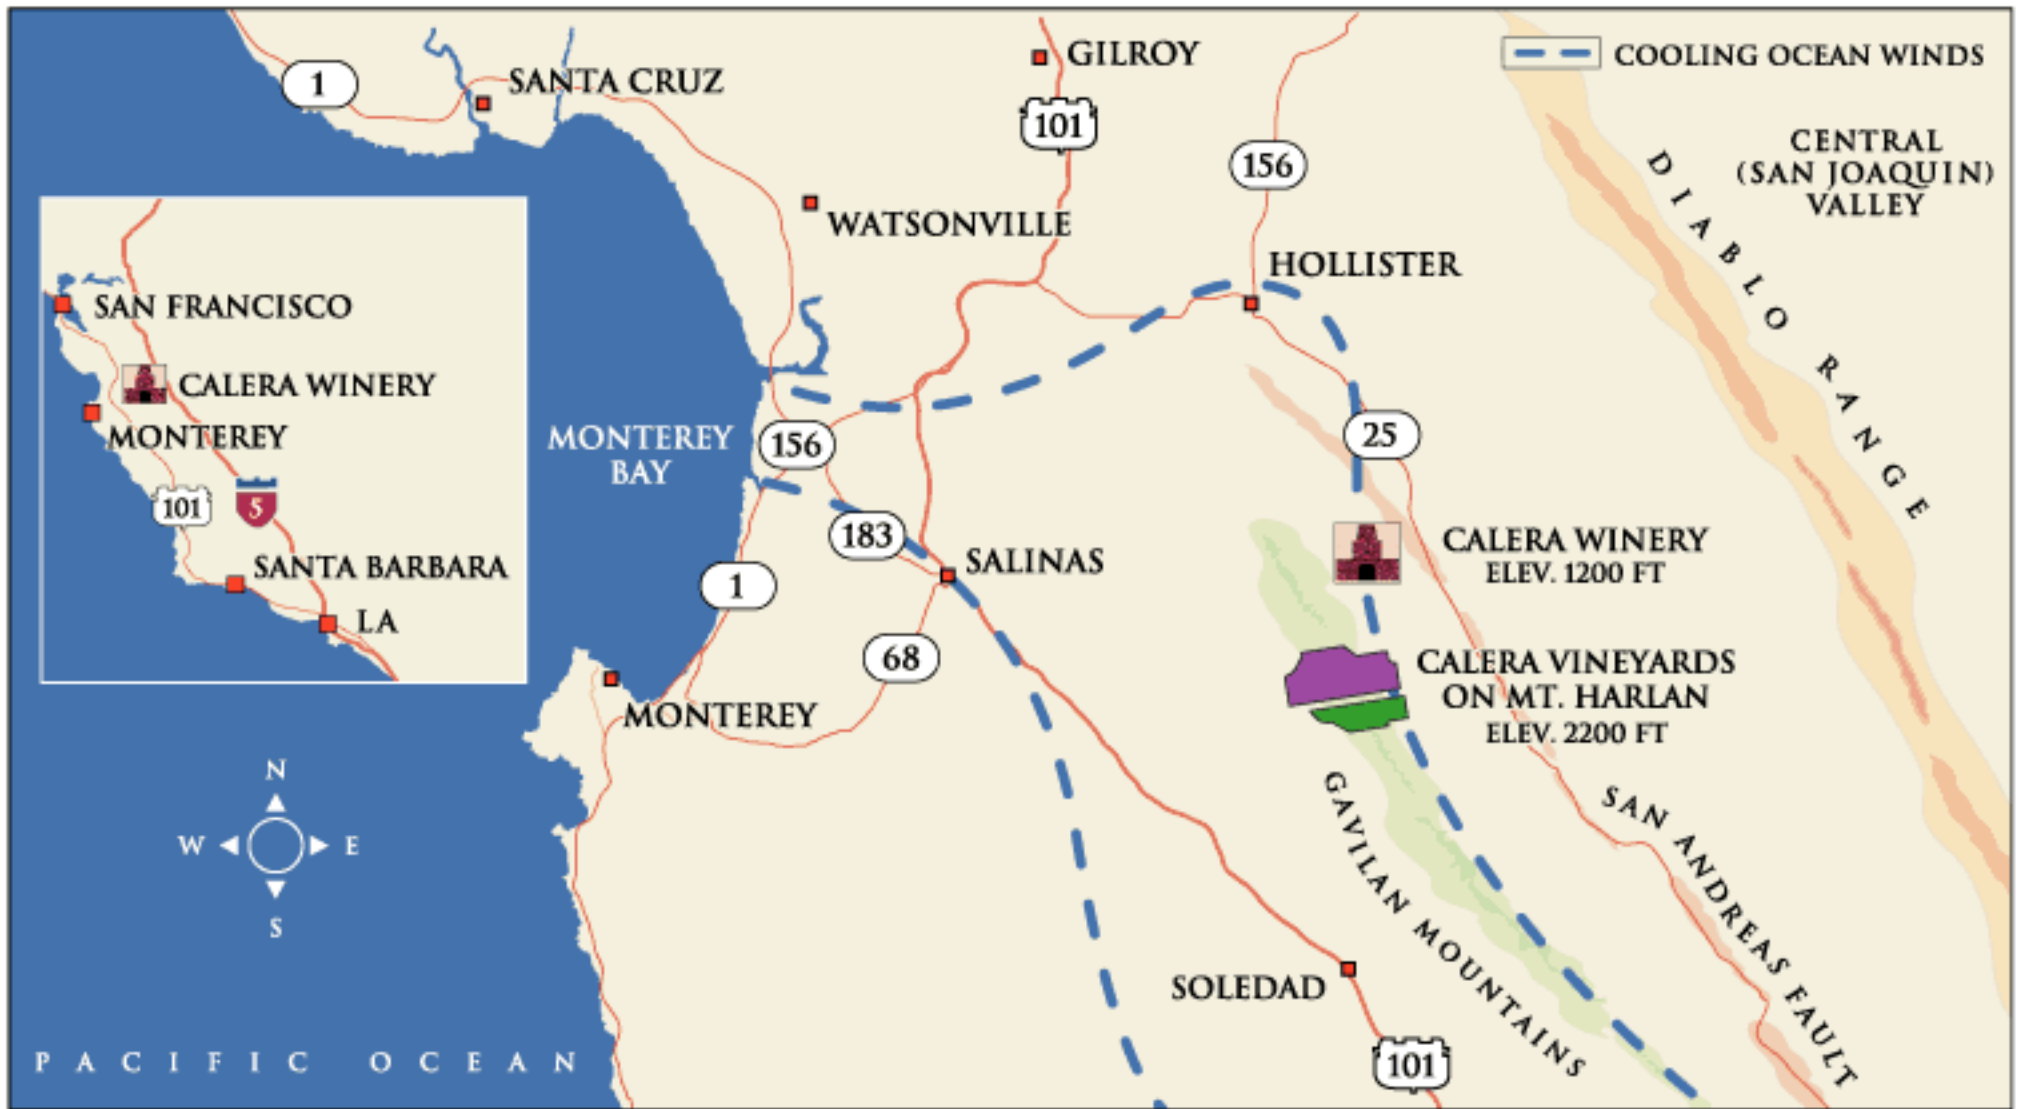 1
SANTA CRUZ
GILROY
COOLING OCEAN WINDS
101
156
CENTRAL
(SAN JOAQUIN)
VALLEY
DIABLO RANGE
WATSONVILLE
HOLLISTER
SAN FRANCISCO
CALERA WINERY
MONTEREY
101
5
SANTA BARBARA
LA
MONTEREY
BAY
156
25
183
SALINAS
CALERA WINERY
ELEV. 1200 FT
1
68
CALERA VINEYARDS
ON MT. HARLAN
ELEV. 2200 FT
MONTEREY
N
W
E
S
GAVILAN MOUNTAINS
SAN ANDREAS FAULT
SOLEDAD
101
PACIFIC OCEAN